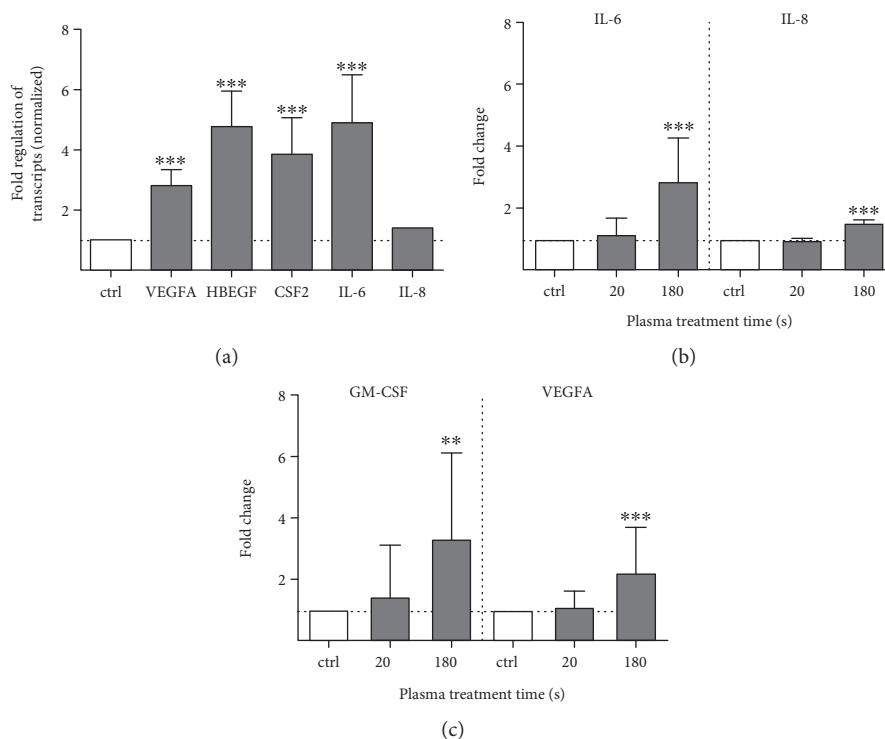 Fold regulation of
transcripts (normalized)
8
6
4
2
***
***
***
***
ctrl VEGFA HBEGF CSF2 IL-6 IL-8
(a)
IL-6 IL-8
Fold change
8
6
4
2
***
***
ctrl 20 180 ctrl 20 180
Plasma treatment time (s)
(b)
GM-CSF VEGFA
Fold change
8
6
4
2
**
***
ctrl 20 180 ctrl 20 180
Plasma treatment time (s)
(c)